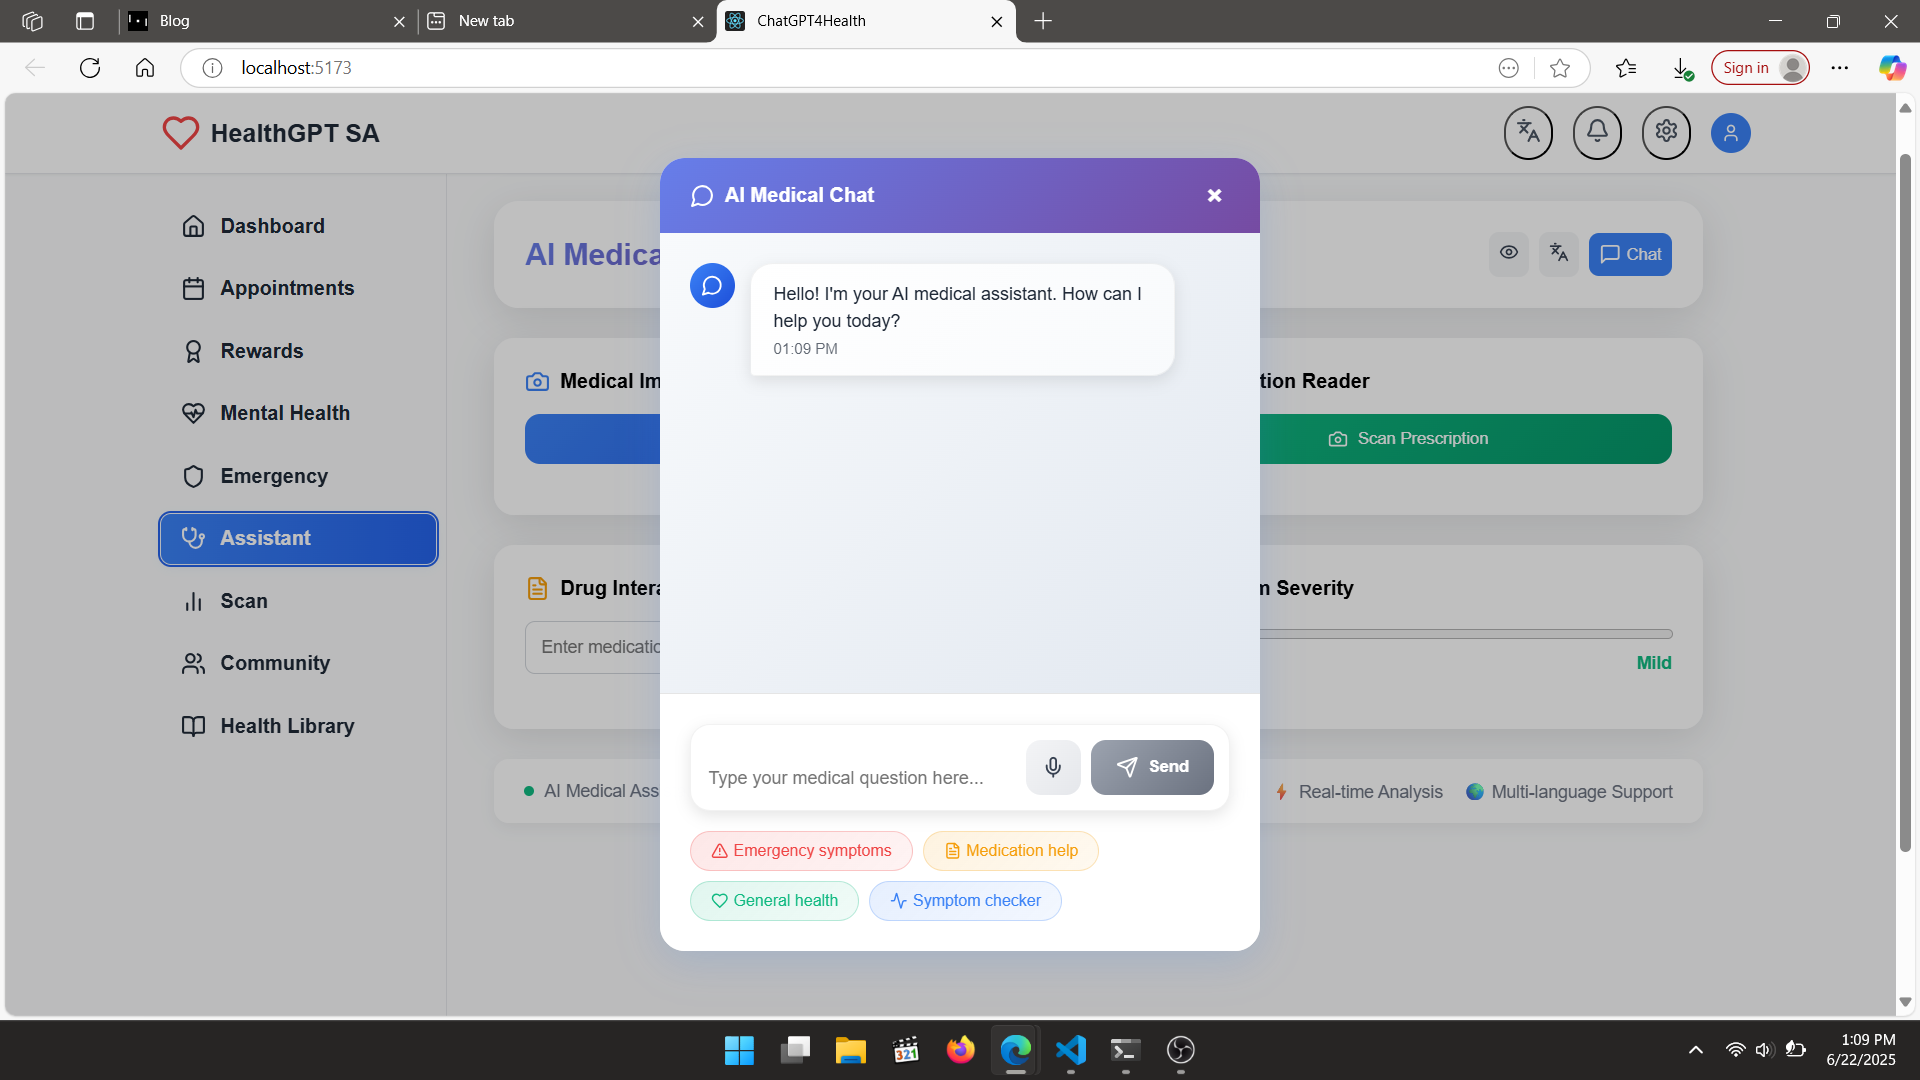 Blog
New tab
ChatGPT4Health
localhost:5173
Sign in
HealthGPT SA
Dashboard
Appointments
Rewards
Mental Health
Emergency
Assistant
Scan
Community
Health Library
AI Medica
Chat
Medical Im
tion Reader
Scan Prescription
Drug Intera
m Severity
Enter medicatio
Mild
AI Medical Ass
Real-time Analysis
Multi-language Support
AI Medical Chat
Hello! I'm your AI medical assistant. How can I
help you today?
01:09 PM
Type your medical question here...
Send
Emergency symptoms
Medication help
General health
Symptom checker
321
1:09 PM
6/22/2025